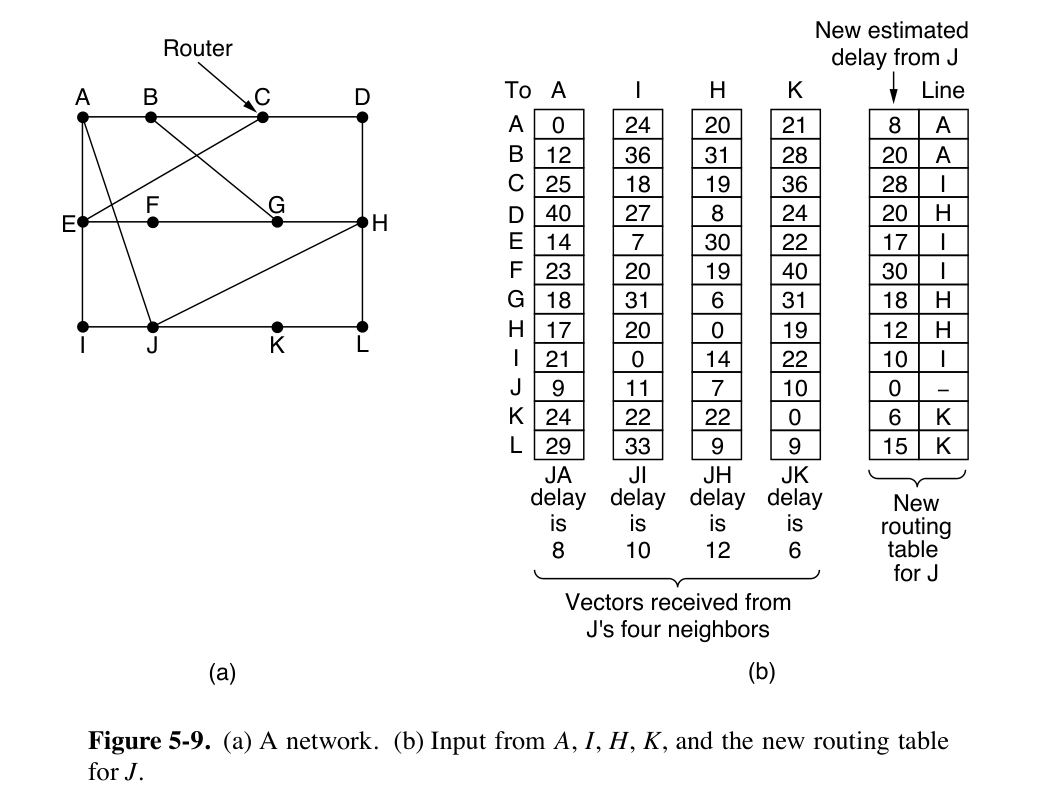 Router
A B C D
E F G H
I J K L
(a)
New estimated
delay from J
To A I H K Line
A 0 24 20 21 8 A
B 12 36 31 28 20 A
C 25 18 19 36 28 I
D 40 27 8 24 20 H
E 14 7 30 22 17 I
F 23 20 19 40 30 I
G 18 31 6 31 18 H
H 17 20 0 19 12 H
I 21 0 14 22 10 I
J 9 11 7 10 0 –
K 24 22 22 0 6 K
L 29 33 9 9 15 K
JA JI JH JK
delay delay delay delay
is is is is
8 10 12 6
New
routing
table
for J
Vectors received from
J's four neighbors
(b)
Figure 5-9. (a) A network. (b) Input from A, I, H, K, and the new routing table
for J.